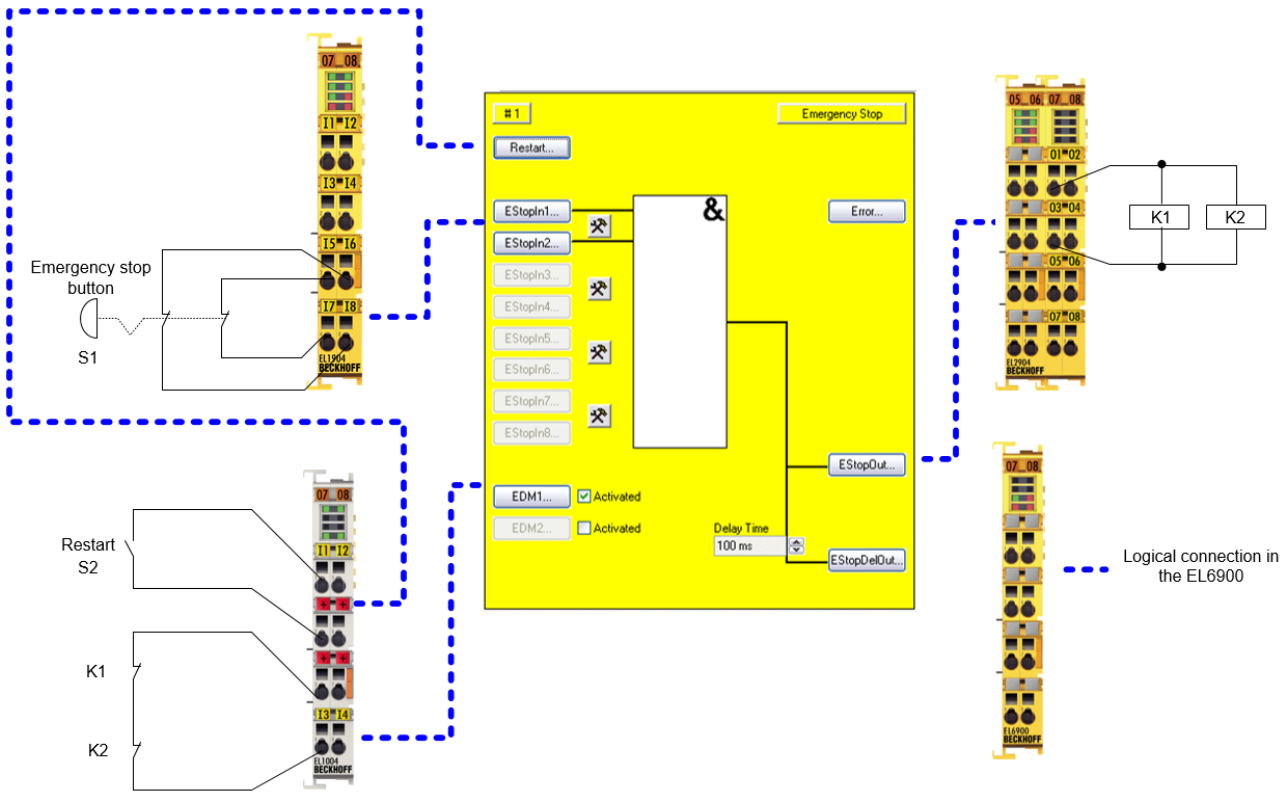 07 08
I1 I2
I3 I4
I5 I6
I7 I8
EL1904
BECKHOFF
Emergency stop
button
S1
# 1
Emergency Stop
Restart...
EStopIn1...
EStopIn2...
EStopIn3...
EStopIn4...
EStopIn5...
EStopIn6...
EStopIn7...
EStopIn8...
&
Error...
EDM1...
Activated
EDM2...
Activated
Delay Time
100 ms
EStopOut...
EStopDelOut...
05 06 07 08
01 02
03 04
05 06
07 08
EL2904
BECKHOFF
K1
K2
07 08
I1 I2
+ +
+ +
I3 I4
EL1004
BECKHOFF
Restart
S2
K1
K2
07 08
EL6900
BECKHOFF
Logical connection in
the EL6900